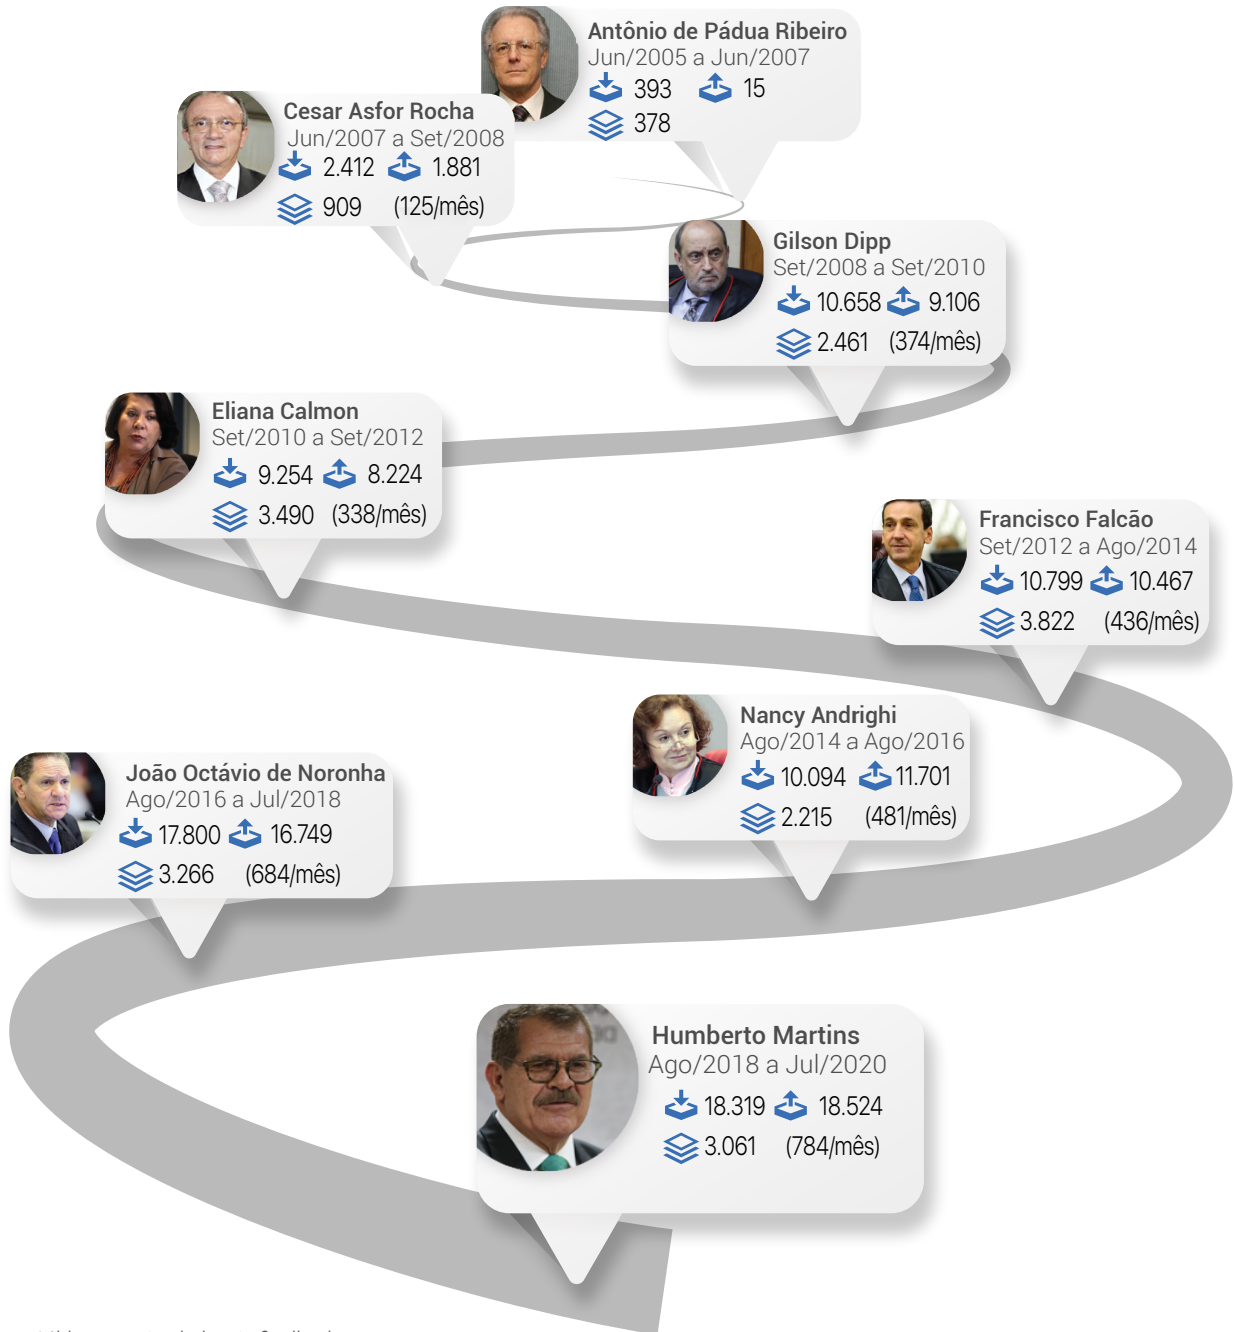 Antônio de Pádua Ribeiro
Jun/2005 a Jun/2007
393 15
378
Cesar Asfor Rocha
Jun/2007 a Set/2008
2.412 1.881
909 (125/mês)
Gilson Dipp
Set/2008 a Set/2010
10.658 9.106
2.461 (374/mês)
Eliana Calmon
Set/2010 a Set/2012
9.254 8.224
3.490 (338/mês)
Francisco Falcão
Set/2012 a Ago/2014
10.799 10.467
3.822 (436/mês)
Nancy Andrighi
Ago/2014 a Ago/2016
10.094 11.701
2.215 (481/mês)
João Octávio de Noronha
Ago/2016 a Jul/2018
17.800 16.749
3.266 (684/mês)
Humberto Martins
Ago/2018 a Jul/2020
18.319 18.524
3.061 (784/mês)